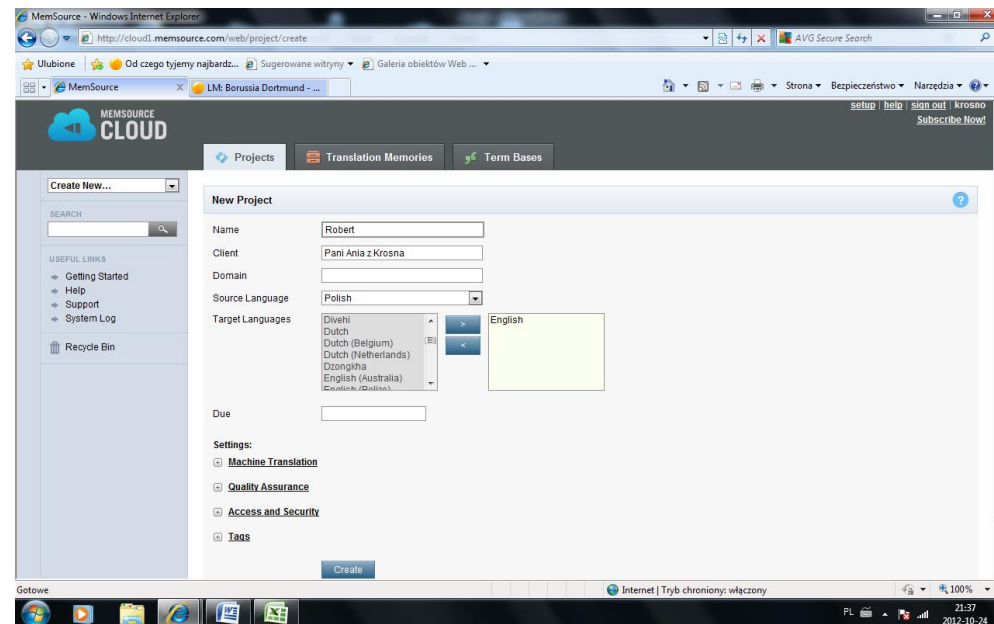 MemSource - Windows Internet Explorer
http://cloud1.memsource.com/web/project/create
AVG Secure Search
Ulubione
Od czego tyjemy najbardz...
Sugerowane witryny
Galeria obiektów Web ...
MemSource
LM: Borussia Dortmund - ...
Strona
Bezpieczeństwo
Narzędzia
setup | help | sign out | krosno
Subscribe Now!
MEMSOURCE
CLOUD
Projects
Translation Memories
Term Bases
Create New...
SEARCH
USEFUL LINKS
Getting Started
Help
Support
System Log
Recycle Bin
New Project
Name Robert
Client Pani Ania z Krosna
Domain
Source Language Polish
Target Languages
Divehi
Dutch
Dutch (Belgium)
Dutch (Netherlands)
Dzongkha
English (Australia)
English (Belize)
>
<
English
Due
Settings:
Machine Translation
Quality Assurance
Access and Security
Tags
Create
Gotowe
Internet | Tryb chroniony: włączony
100%
PL
21:37
2012-10-24